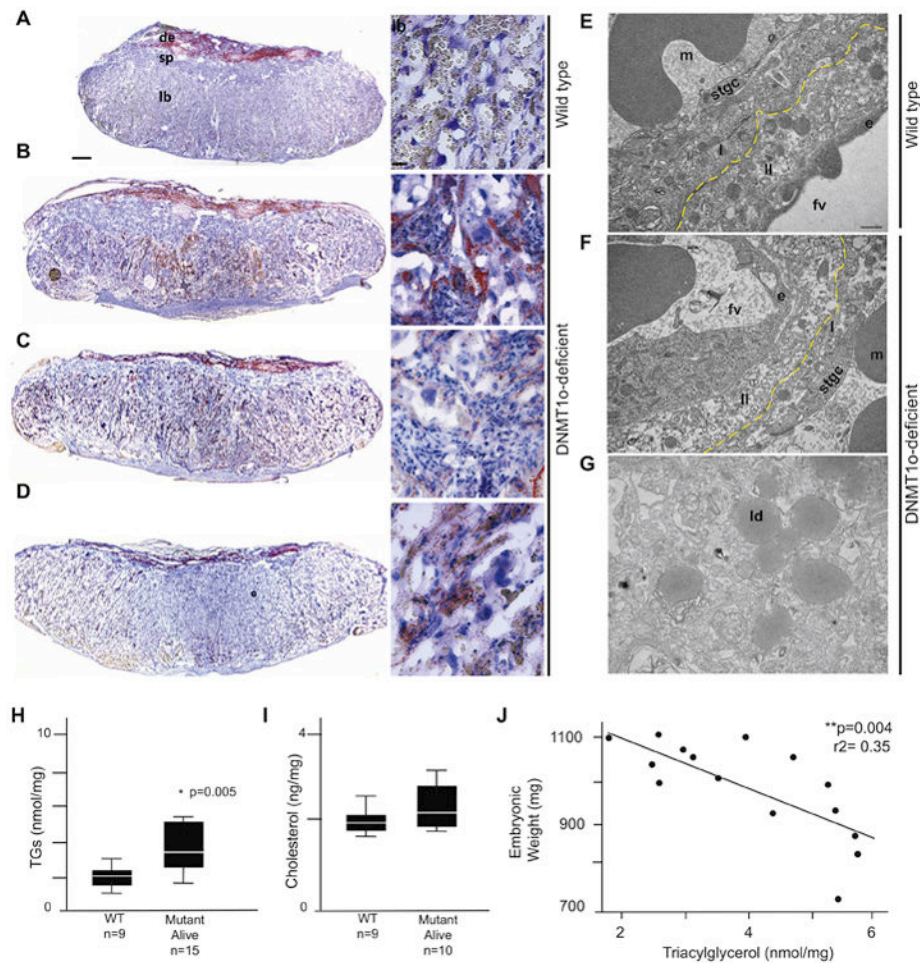 A
de
sp
lb
lb
Wild type
B
C
D
DNMT1o-deficient
E
m
stgc
I
II
e
fv
Wild type
F
fv
e
I
m
stgc
II
G
ld
DNMT1o-deficient
H
10
TGs (nmol/mg)
0
p=0.005
WT
n=9
Mutant
Alive
n=15
I
4
Cholesterol (ng/mg)
0
WT
n=9
Mutant
Alive
n=10
J
**p=0.004
r2= 0.35
1100
Embryonic
Weight (mg)
900
700
2
4
6
Triacylglycerol (nmol/mg)